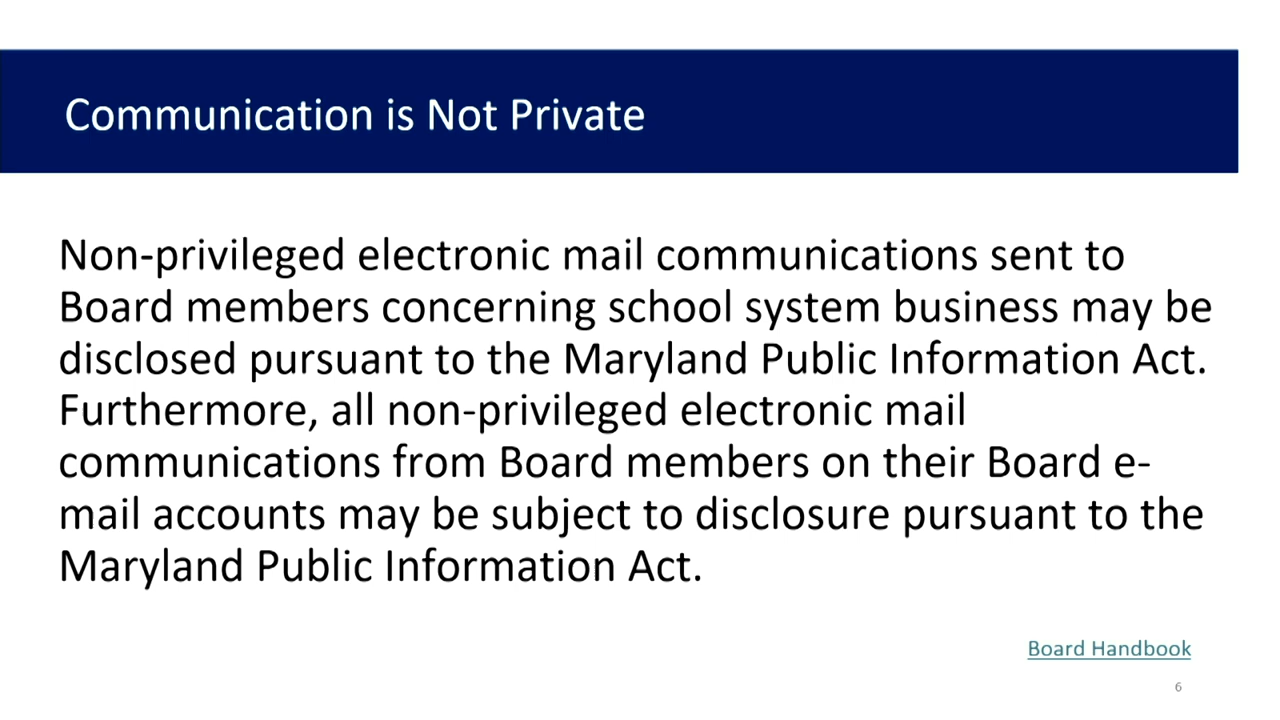 Communication is Not Private
Non-privileged electronic mail communications sent to
Board members concerning school system business may be
disclosed pursuant to the Maryland Public Information Act.
Furthermore, all non-privileged electronic mail
communications from Board members on their Board e-
mail accounts may be subject to disclosure pursuant to the
Maryland Public Information Act.
Board Handbook
6